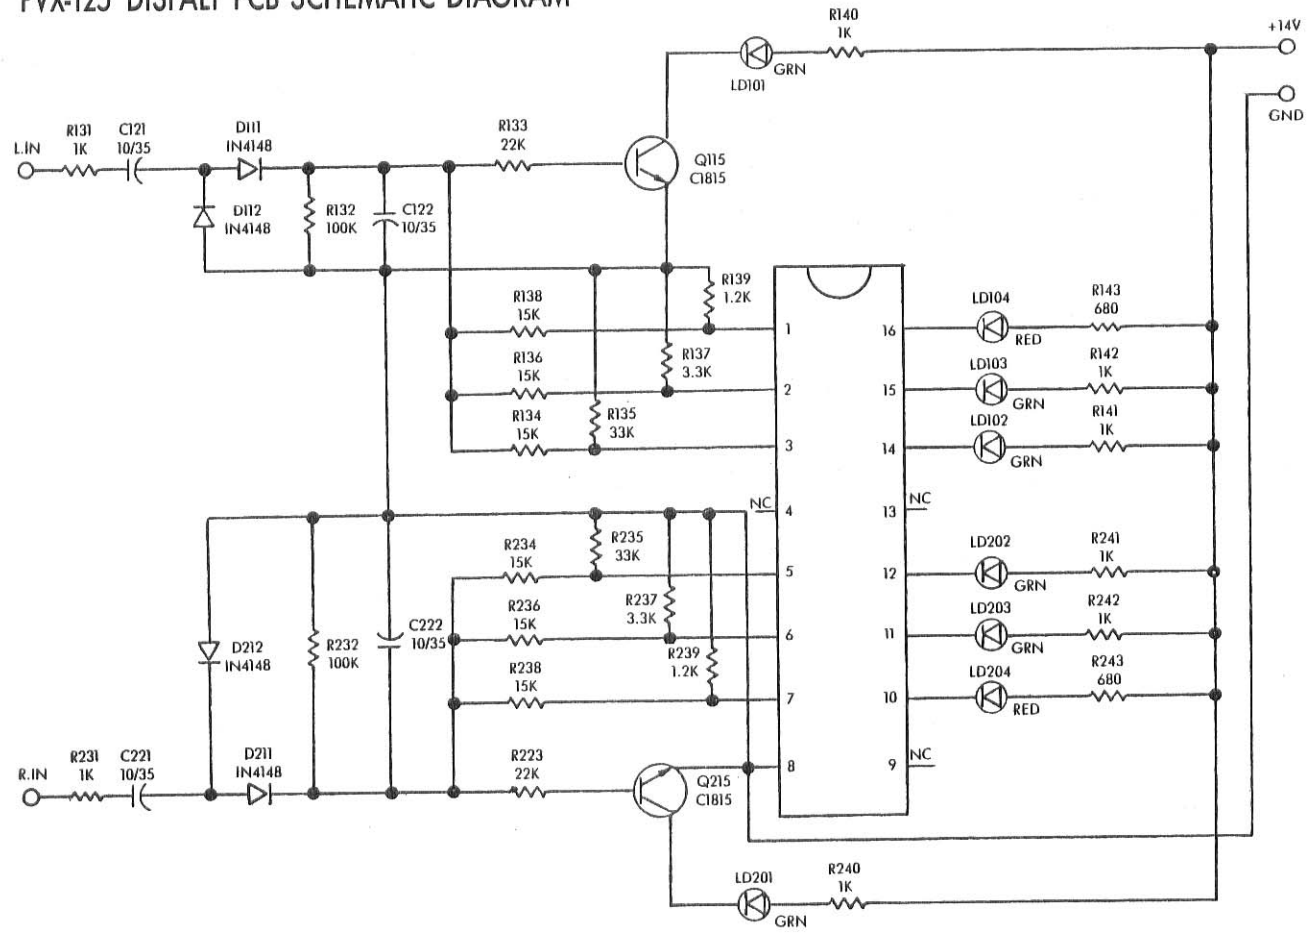 PVX-125 DISPALY PCB SCHEMATIC DIAGRAM
R140
1K
+14V
GRN
LD101
GND
R131
1K
C121
10/35
D111
IN4148
R133
22K
L.IN
Q115
C1815
D112
IN4148
R132
100K
C122
10/35
R139
1.2K
R138
15K
LD104
R143
680
1
16
RED
R136
15K
R137
3.3K
LD103
R142
1K
2
15
GRN
R134
15K
R135
33K
LD102
R141
1K
3
14
GRN
NC
4
13
NC
R234
15K
R235
33K
LD202
R241
1K
5
12
GRN
R236
15K
R237
3.3K
LD203
R242
1K
6
11
GRN
D212
IN4148
R232
100K
C222
10/35
R238
15K
R239
1.2K
LD204
R243
680
7
10
RED
R.IN
R231
1K
C221
10/35
D211
IN4148
R223
22K
Q215
C1815
8
9
NC
LD201
R240
1K
GRN